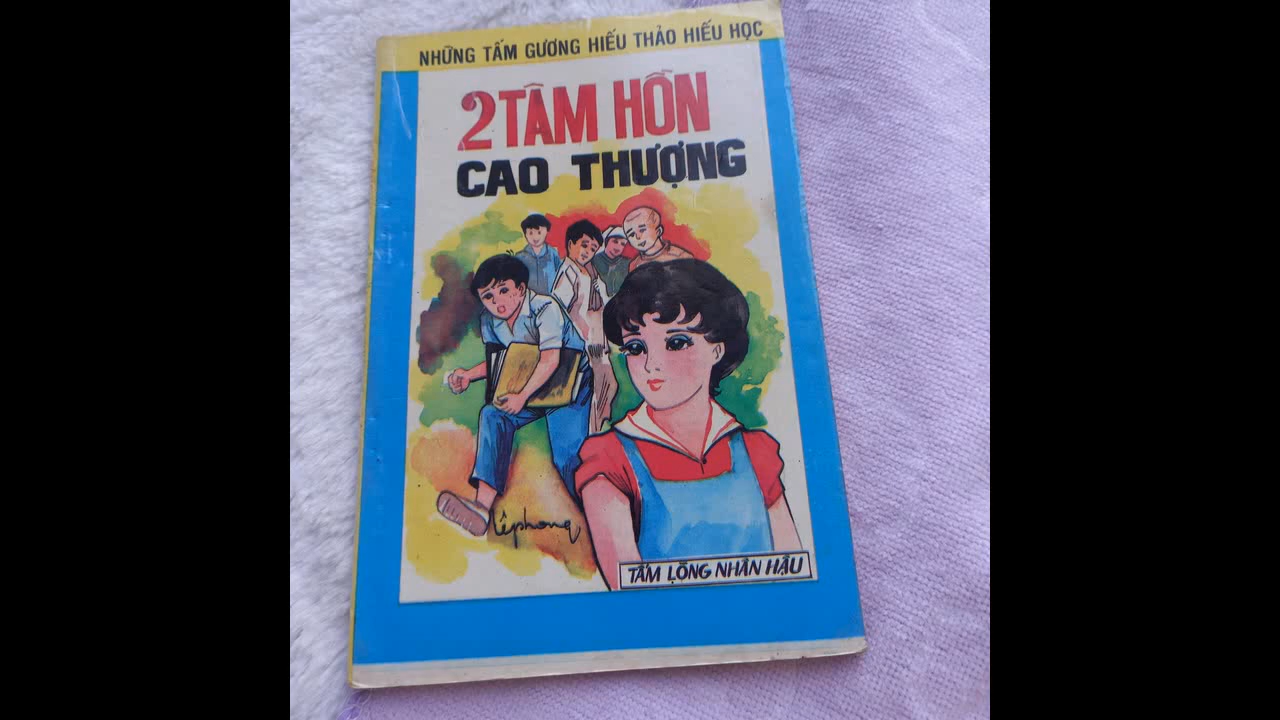 NHỮNG TẤM GƯƠNG HIẾU THẢO HIẾU HỌC
2 TÂM HỒN
CAO THƯỢNG
lêphong
TẤM LÒNG NHÂN HẬU